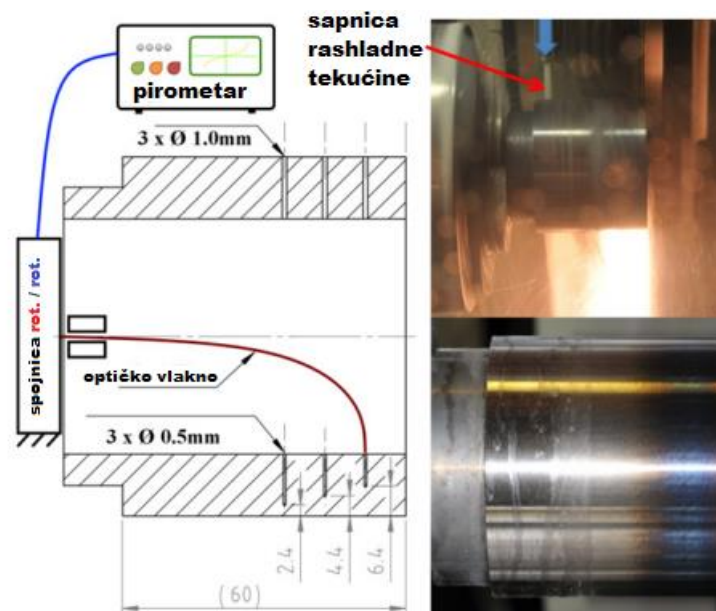 pirometar
sapnica
rashladne
tekućine
3 x Ø 1.0mm
spojnica rot. / rot.
optičko vlakno
3 x Ø 0.5mm
2.4
4.4
6.4
(60)